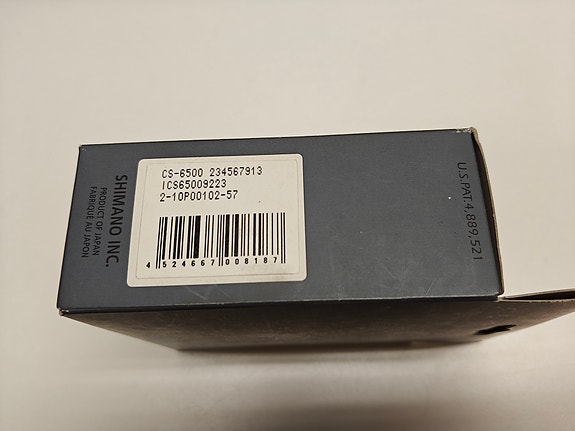 CS-6500 234567913
ICS65009223
2-10P00102-57
4 524667 008187
SHIMANO INC.
PRODUCT OF JAPAN
FABRIQUÉ AU JAPON
U.S.PAT.4,889,521